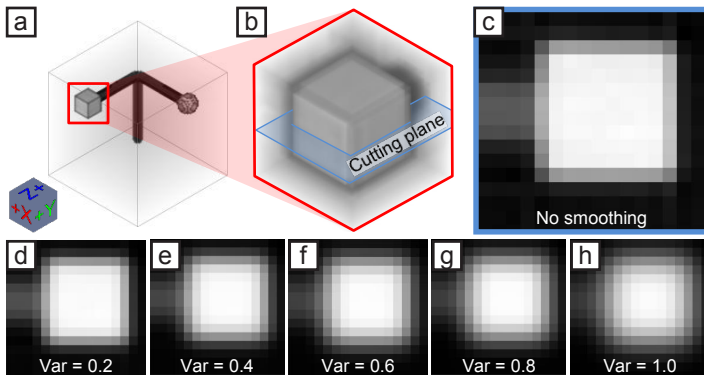 a
b
Cutting plane
c
No smoothing
Z+
X+
+Y
d
Var = 0.2
e
Var = 0.4
f
Var = 0.6
g
Var = 0.8
h
Var = 1.0